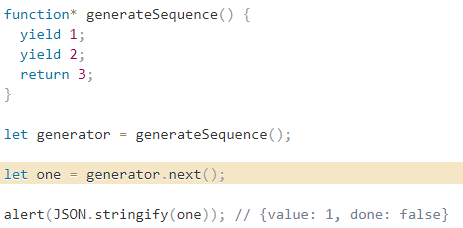 function* generateSequence() {
  yield 1;
  yield 2;
  return 3;
}
let generator = generateSequence();
let one = generator.next();
alert(JSON.stringify(one)); // {value: 1, done: false}